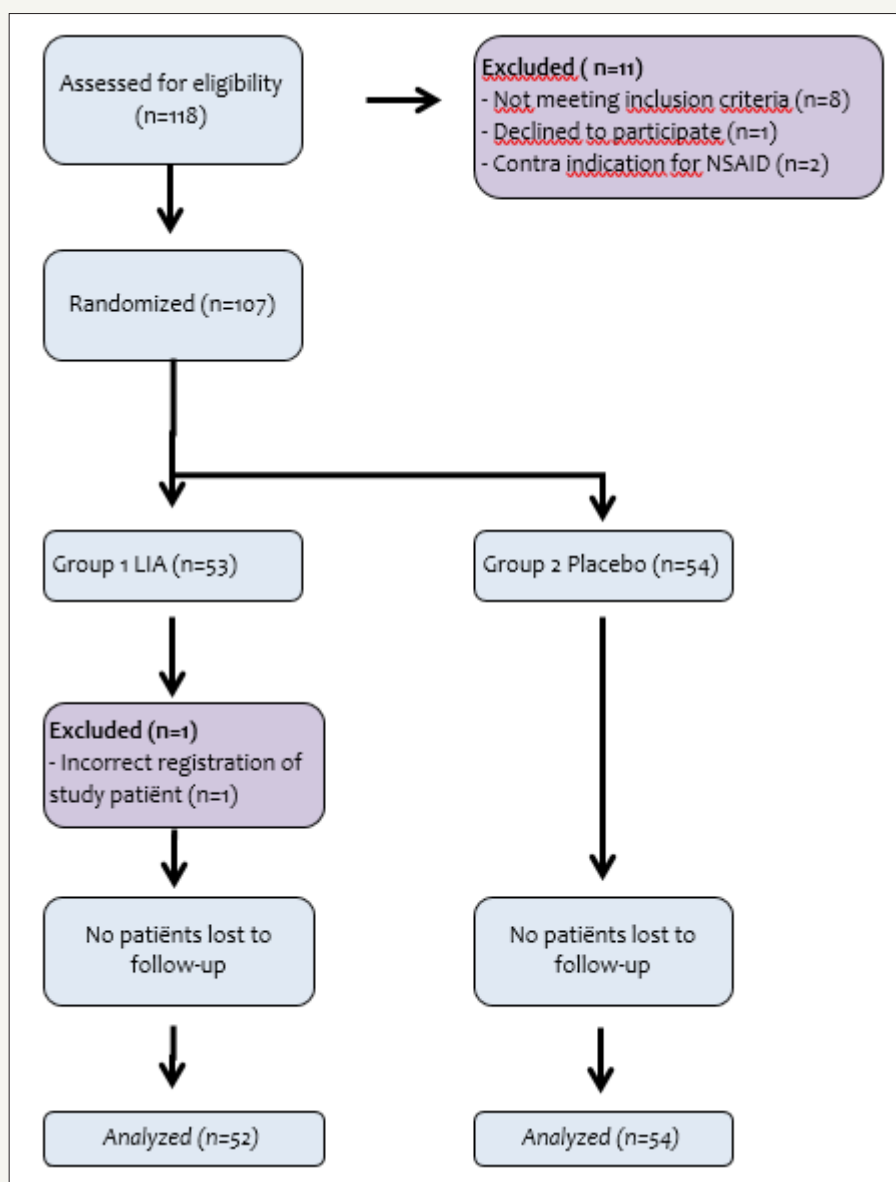 Assessed for eligibility
(n=118)
Excluded ( n=11)
- Not meeting inclusion criteria (n=8)
- Declined to participate (n=1)
- Contra indication for NSAID (n=2)
Randomized (n=107)
Group 1 LIA (n=53)
Group 2 Placebo (n=54)
Excluded (n=1)
- Incorrect registration of
study patiënt (n=1)
No patiënts lost to
follow-up
No patiënts lost to
follow-up
Analyzed (n=52)
Analyzed (n=54)